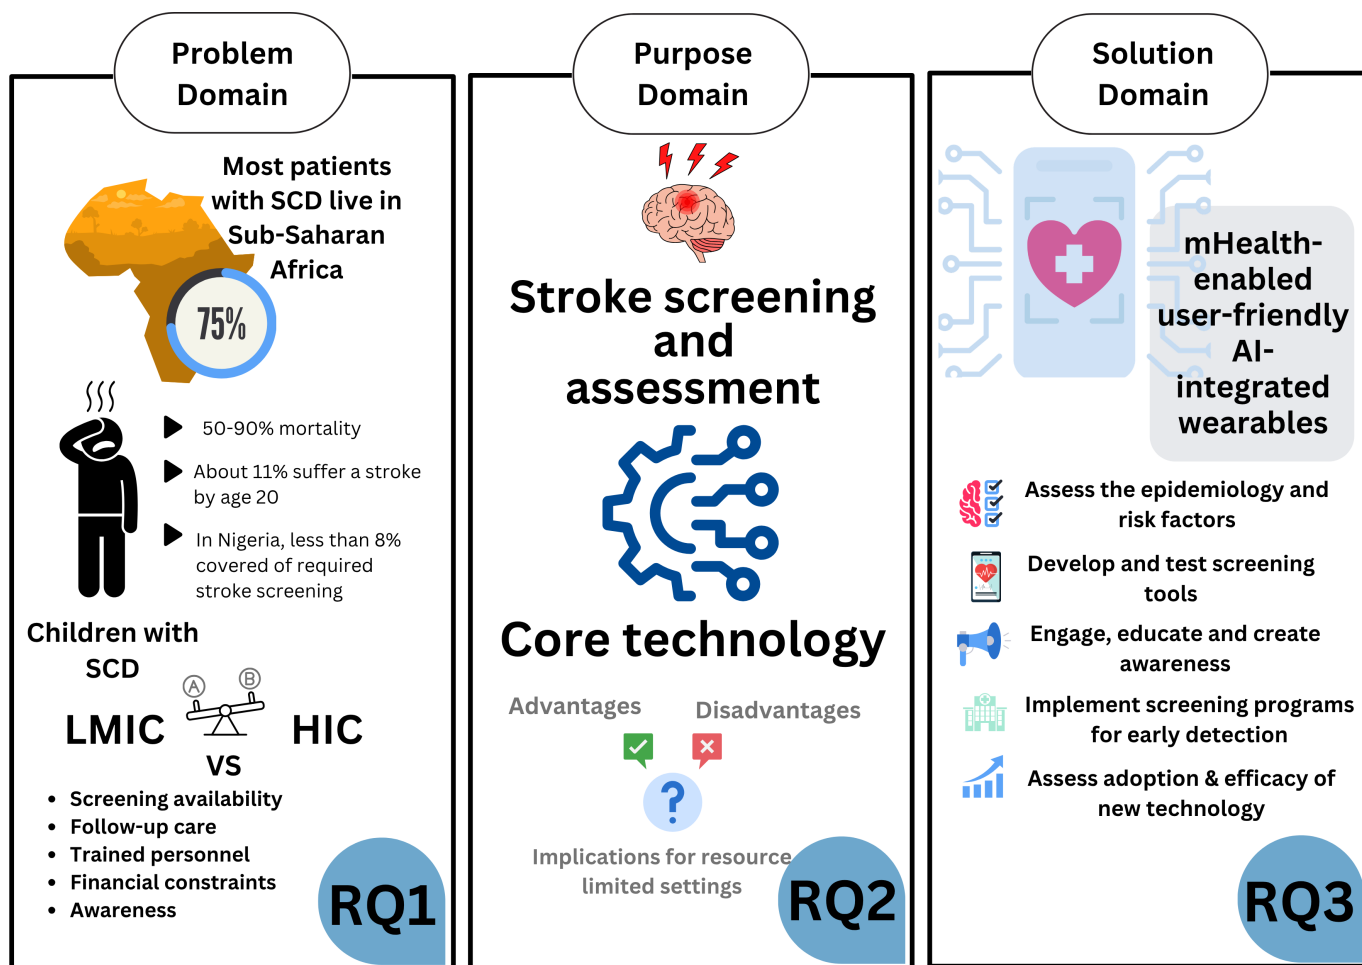 Problem
Domain
Most patients
with SCD live in
Sub-Saharan
Africa
75%
50-90% mortality
About 11% suffer a stroke
by age 20
In Nigeria, less than 8%
covered of required
stroke screening
Children with
SCD
A
B
LMIC
HIC
VS
• Screening availability
• Follow-up care
• Trained personnel
• Financial constraints
• Awareness
RQ1
Purpose
Domain
Stroke screening
and
assessment
Core technology
Advantages
Disadvantages
?
Implications for resource
limited settings
RQ2
Solution
Domain
mHealth-
enabled
user-friendly
AI-
integrated
wearables
Assess the epidemiology and
risk factors
Develop and test screening
tools
Engage, educate and create
awareness
Implement screening programs
for early detection
Assess adoption & efficacy of
new technology
RQ3